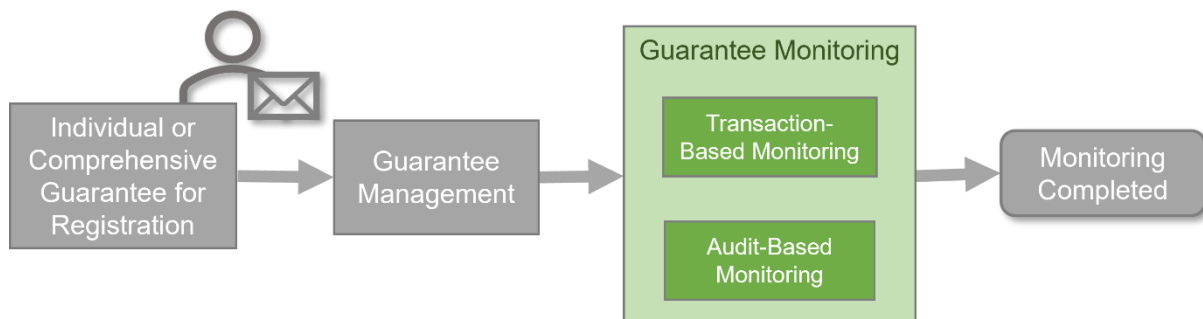 Individual or
Comprehensive
Guarantee for
Registration
Guarantee
Management
Guarantee Monitoring
Transaction-
Based Monitoring
Audit-Based
Monitoring
Monitoring
Completed